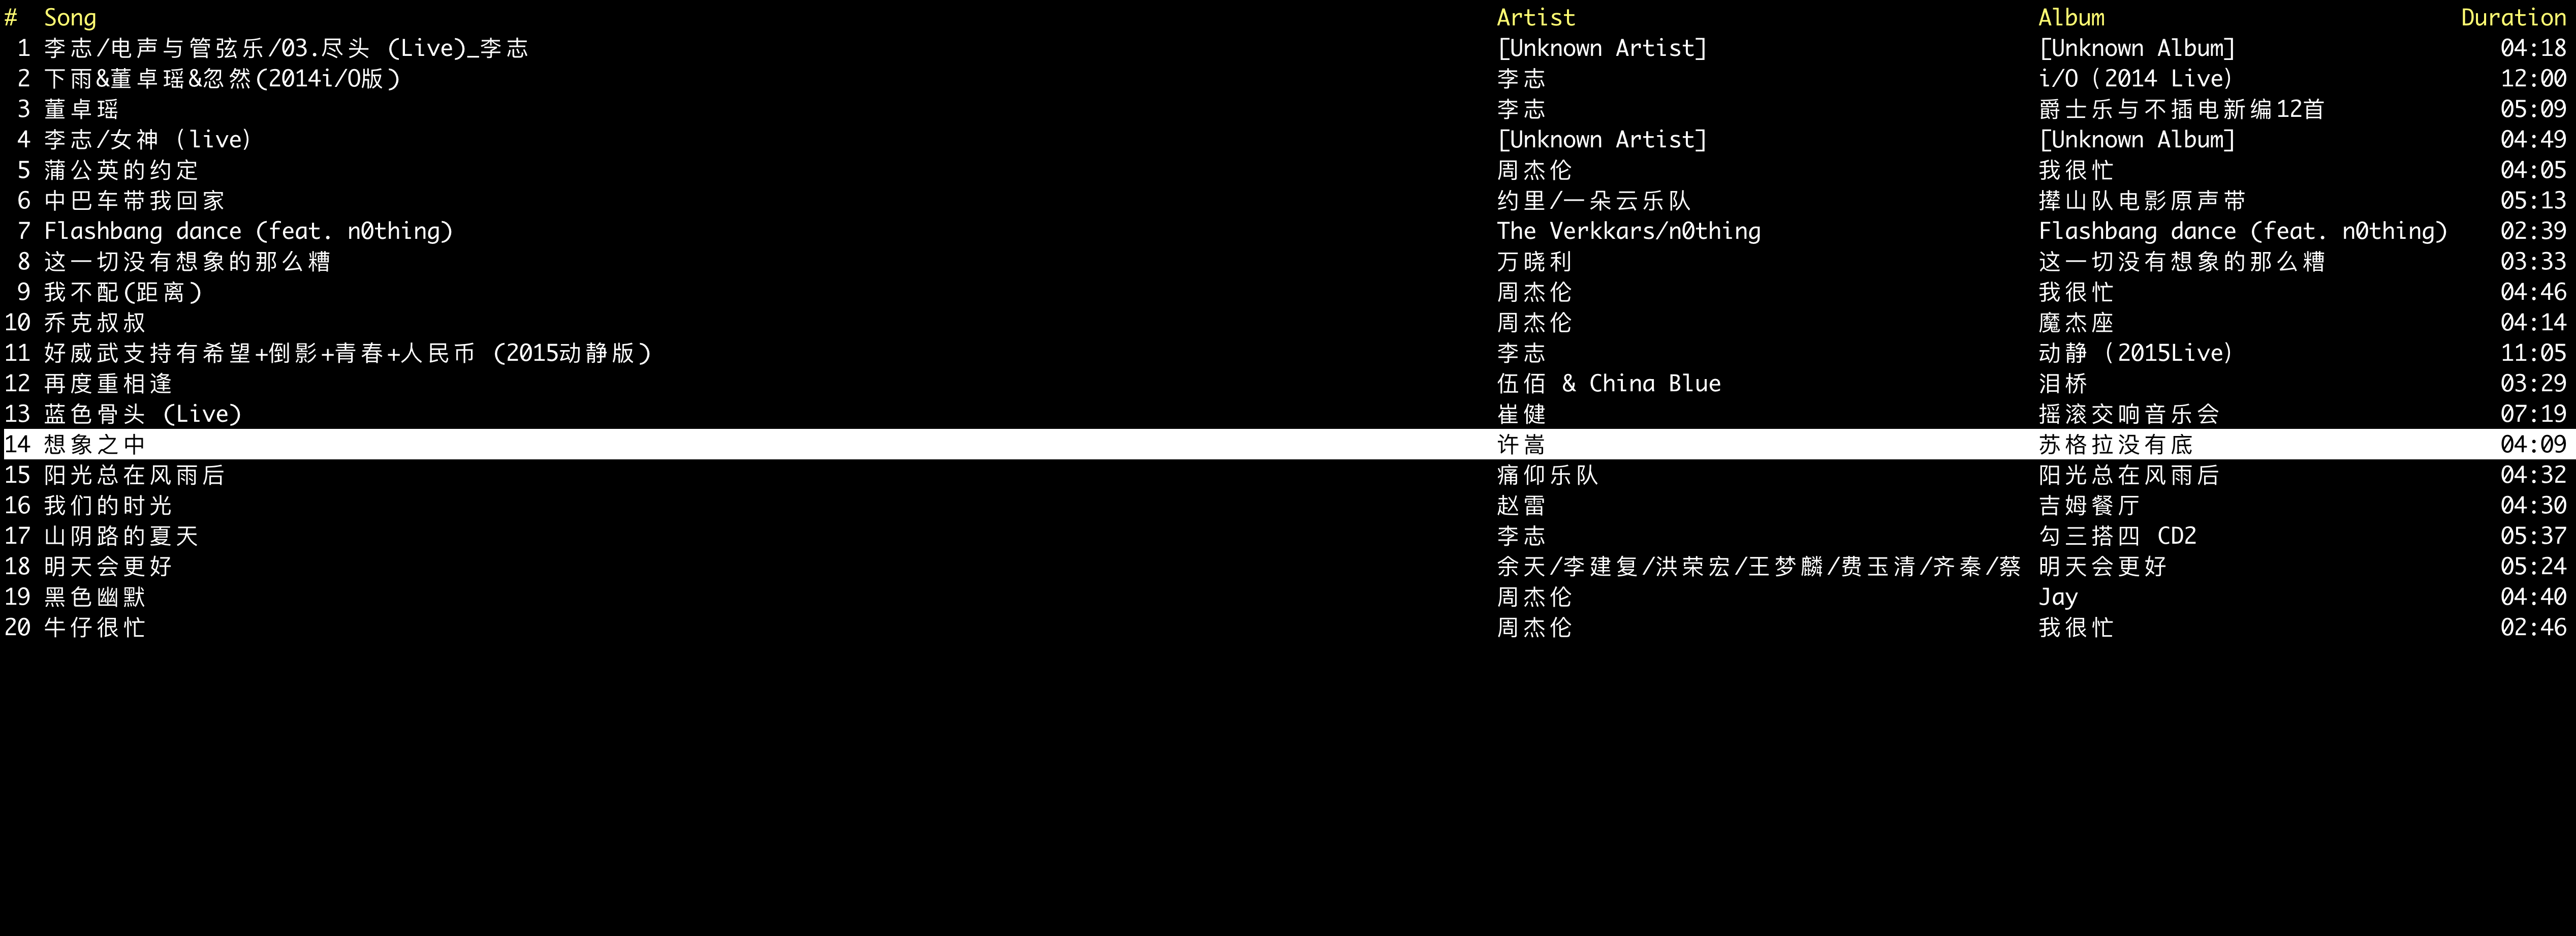 # Song Artist Album Duration
1 李志/电声与管弦乐/03.尽头 (Live)_李志 [Unknown Artist] [Unknown Album] 04:18
2 下雨&董卓瑶&忽然(2014i/O版) 李志 i/O（2014 Live） 12:00
3 董卓瑶 李志 爵士乐与不插电新编12首 05:09
4 李志/女神（live） [Unknown Artist] [Unknown Album] 04:49
5 蒲公英的约定 周杰伦 我很忙 04:05
6 中巴车带我回家 约里/一朵云乐队 撵山队电影原声带 05:13
7 Flashbang dance (feat. n0thing) The Verkkars/n0thing Flashbang dance (feat. n0thing) 02:39
8 这一切没有想象的那么糟 万晓利 这一切没有想象的那么糟 03:33
9 我不配(距离) 周杰伦 我很忙 04:46
10 乔克叔叔 周杰伦 魔杰座 04:14
11 好威武支持有希望+倒影+青春+人民币 (2015动静版) 李志 动静（2015Live） 11:05
12 再度重相逢 伍佰 & China Blue 泪桥 03:29
13 蓝色骨头 (Live) 崔健 摇滚交响音乐会 07:19
14 想象之中 许嵩 苏格拉没有底 04:09
15 阳光总在风雨后 痛仰乐队 阳光总在风雨后 04:32
16 我们的时光 赵雷 吉姆餐厅 04:30
17 山阴路的夏天 李志 勾三搭四 CD2 05:37
18 明天会更好 余天/李建复/洪荣宏/王梦麟/费玉清/齐秦/蔡 明天会更好 05:24
19 黑色幽默 周杰伦 Jay 04:40
20 牛仔很忙 周杰伦 我很忙 02:46